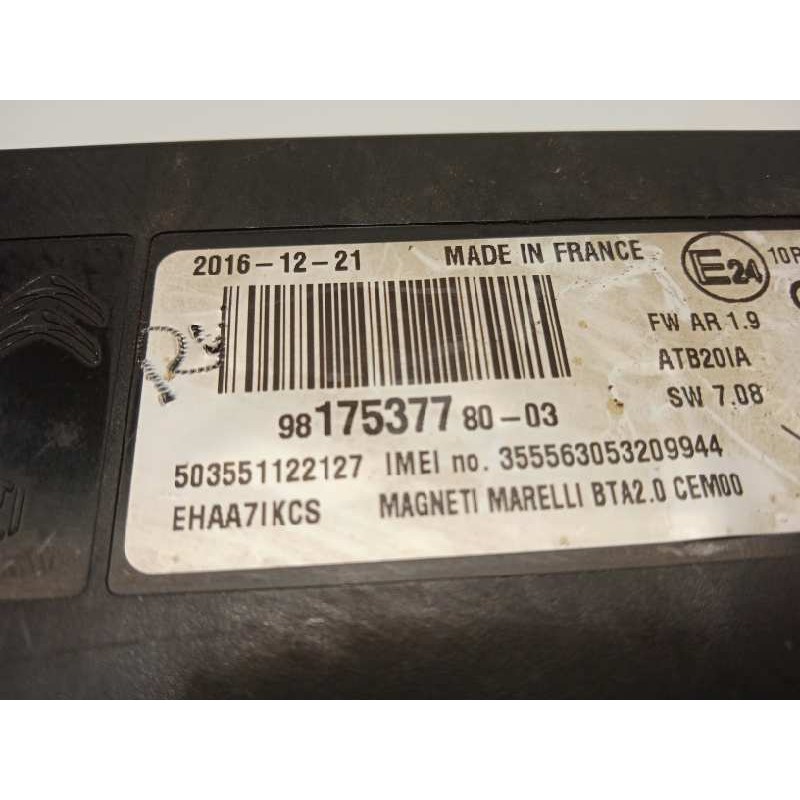 2016-12-21 MADE IN FRANCE E24 10R
FW AR 1.9
ATB20IA
SW 7.08
98 175377 80-03
503551122127 IMEI no. 355563053209944
EHAA7IKCS MAGNETI MARELLI BTA2.0 CEM00